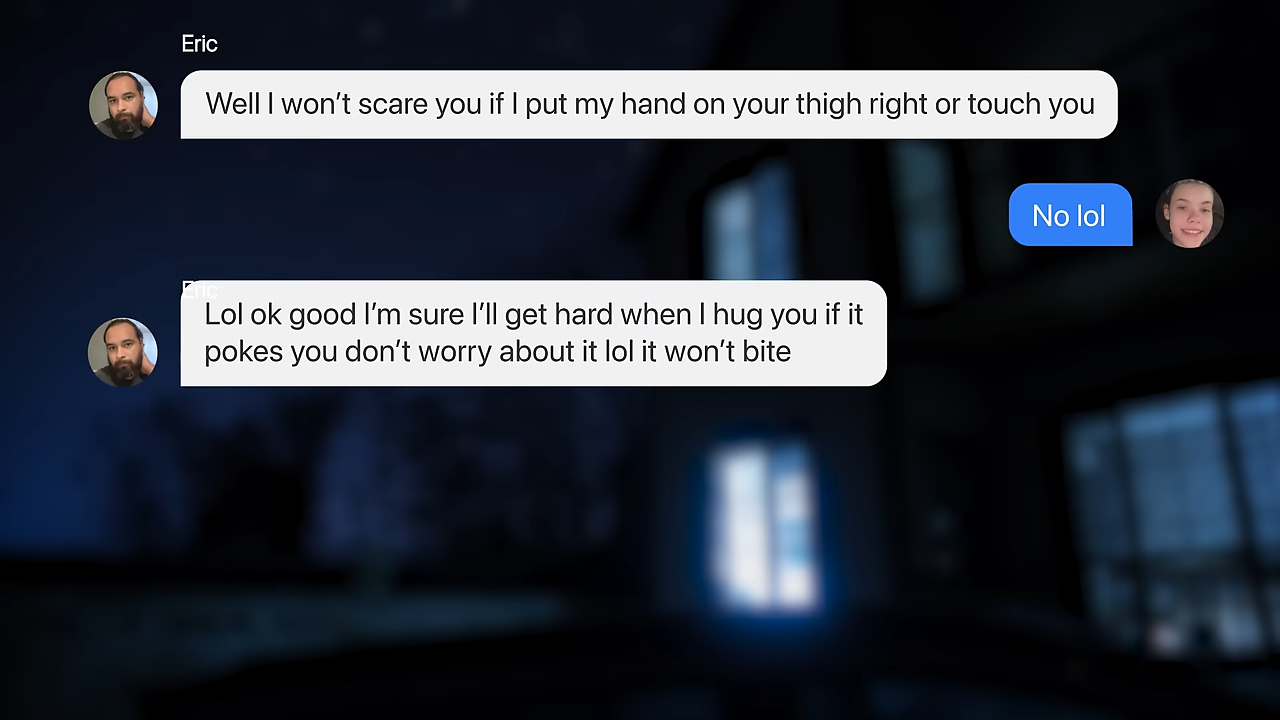 Eric
Well I won’t scare you if I put my hand on your thigh right or touch you
No lol
Eric
Lol ok good I’m sure I’ll get hard when I hug you if it
pokes you don’t worry about it lol it won’t bite